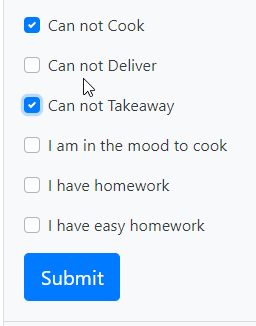 Can not Cook
Can not Deliver
Can not Takeaway
I am in the mood to cook
I have homework
I have easy homework
Submit